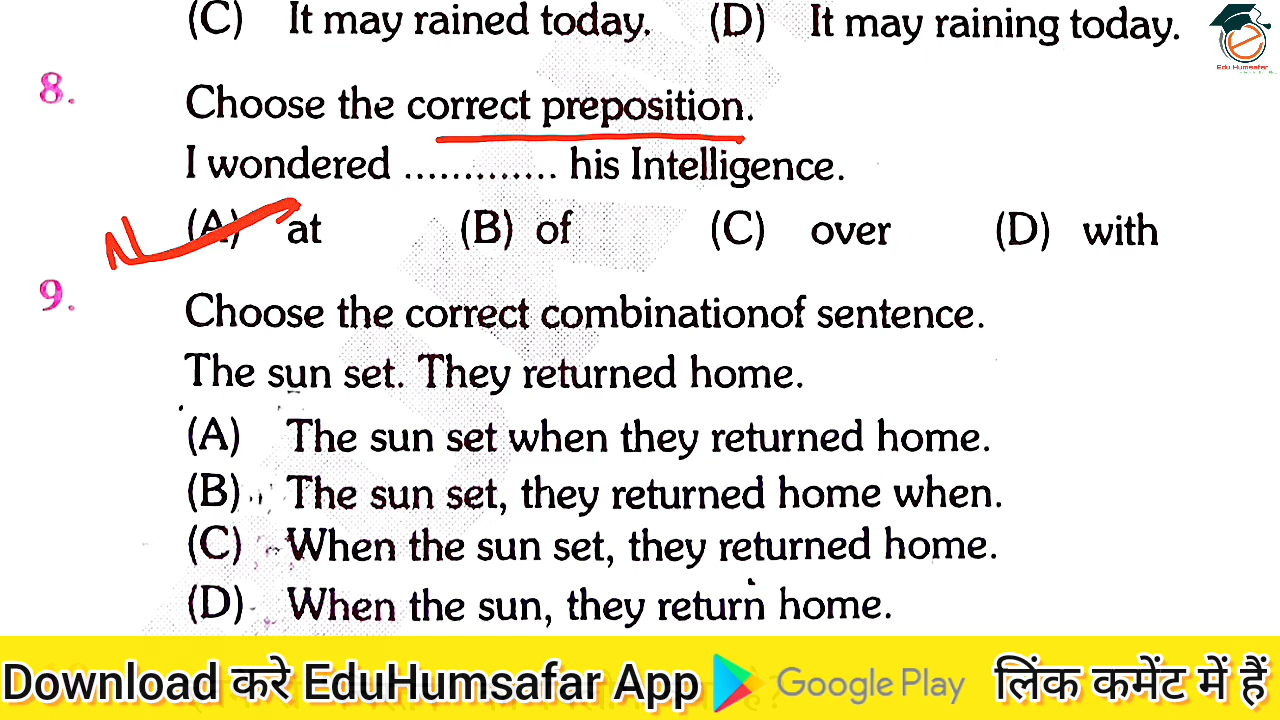 (C) It may rained today. (D) It may raining today.
Edu Humsafar
8.
Choose the correct preposition.
I wondered ............. his Intelligence.
(A) at (B) of (C) over (D) with
9.
Choose the correct combinationof sentence.
The sun set. They returned home.
(A) The sun set when they returned home.
(B) The sun set, they returned home when.
(C) When the sun set, they returned home.
(D) When the sun, they return home.
Download करे EduHumsafar App Google Play लिंक कमेंट में हैं